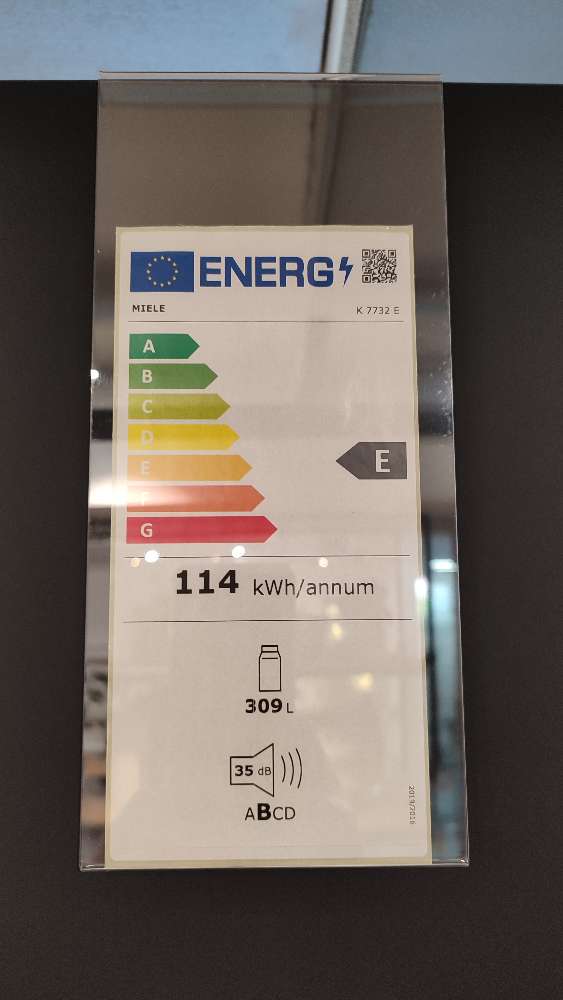 ENERG
MIELE K 7732 E
A
B
C
D
E E
G
114 kWh/annum
309 L
35 dB
ABCD
2019/2016